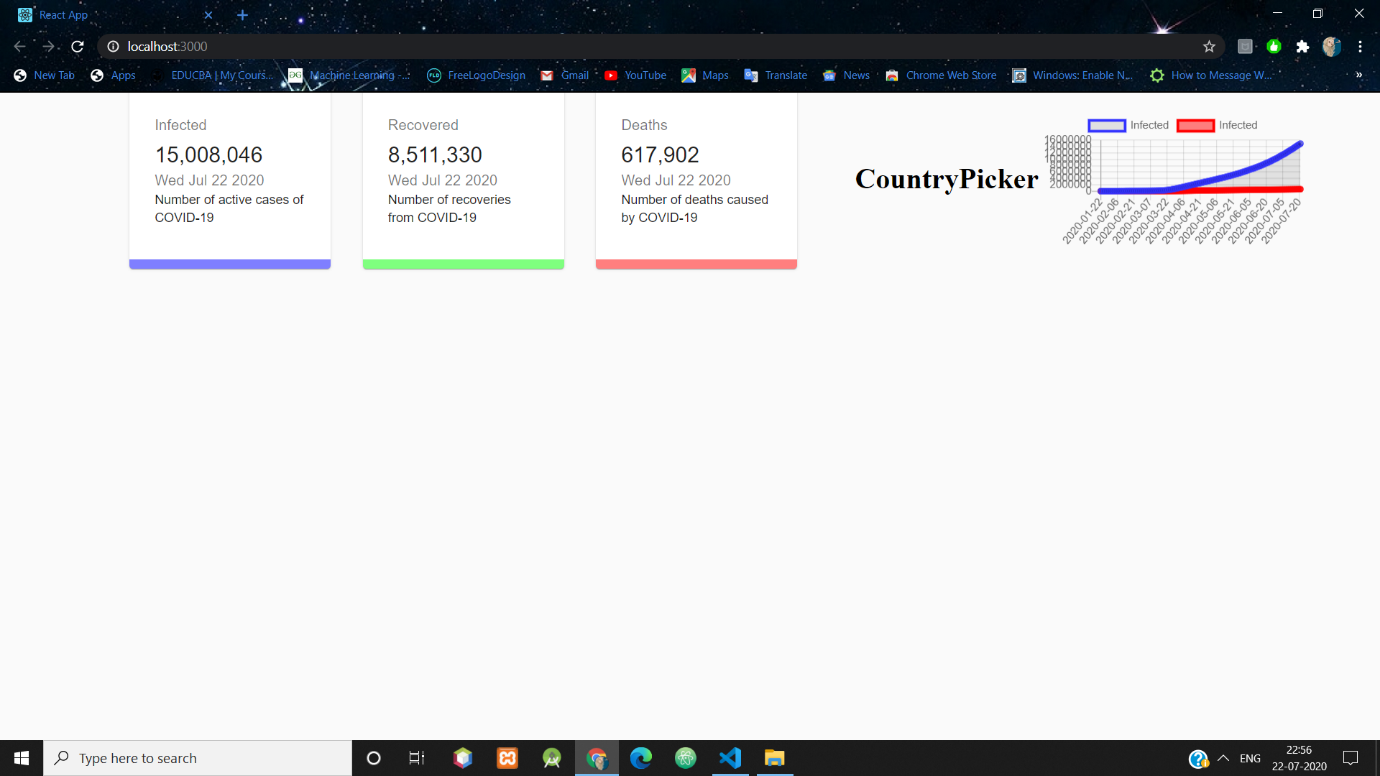 React App
localhost:3000
New Tab Apps EDUCBA | My Cours... Machine Learning -... FreeLogoDesign Gmail YouTube Maps Translate News Chrome Web Store Windows: Enable N... How to Message W... »
Infected
15,008,046
Wed Jul 22 2020
Number of active cases of
COVID-19
Recovered
8,511,330
Wed Jul 22 2020
Number of recoveries
from COVID-19
Deaths
617,902
Wed Jul 22 2020
Number of deaths caused
by COVID-19
CountryPicker
Infected Infected
16000000
14000000
12000000
10000000
8000000
6000000
4000000
2000000
0
2020-01-22
2020-02-06
2020-02-21
2020-03-07
2020-03-22
2020-04-06
2020-04-21
2020-05-06
2020-05-21
2020-06-05
2020-06-20
2020-07-05
2020-07-20
Type here to search
ENG
22:56
22-07-2020